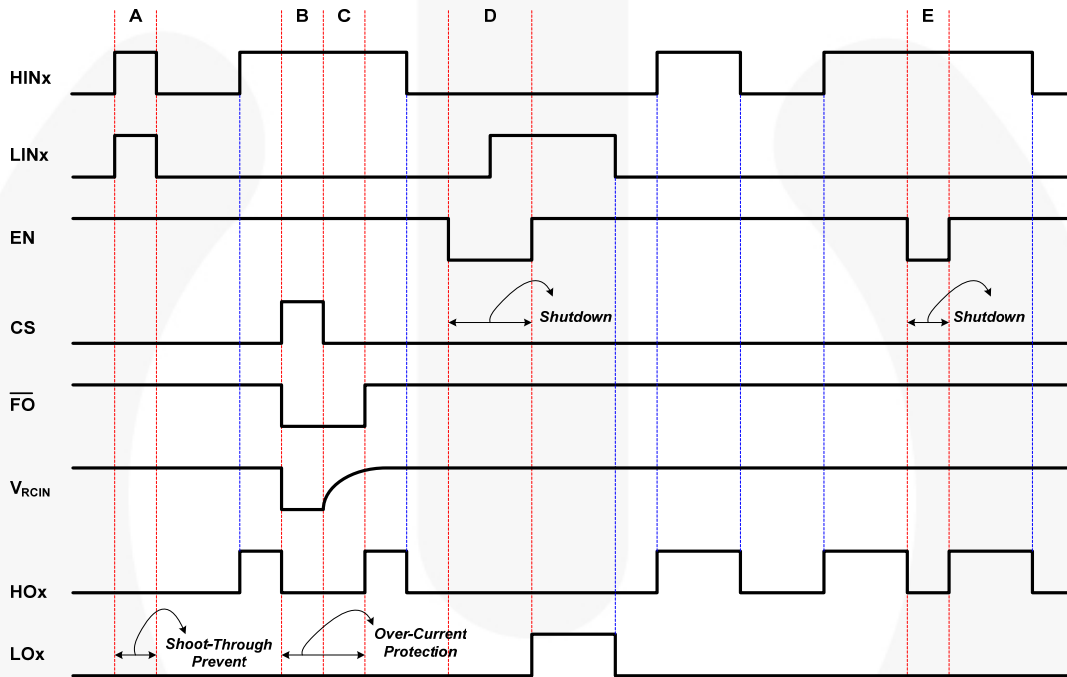 A B C D E
HINx
LINx
EN
Shutdown Shutdown
CS
FO
VRCIN
HOx
Shoot-Through
Prevent
Over-Current
Protection
LOx